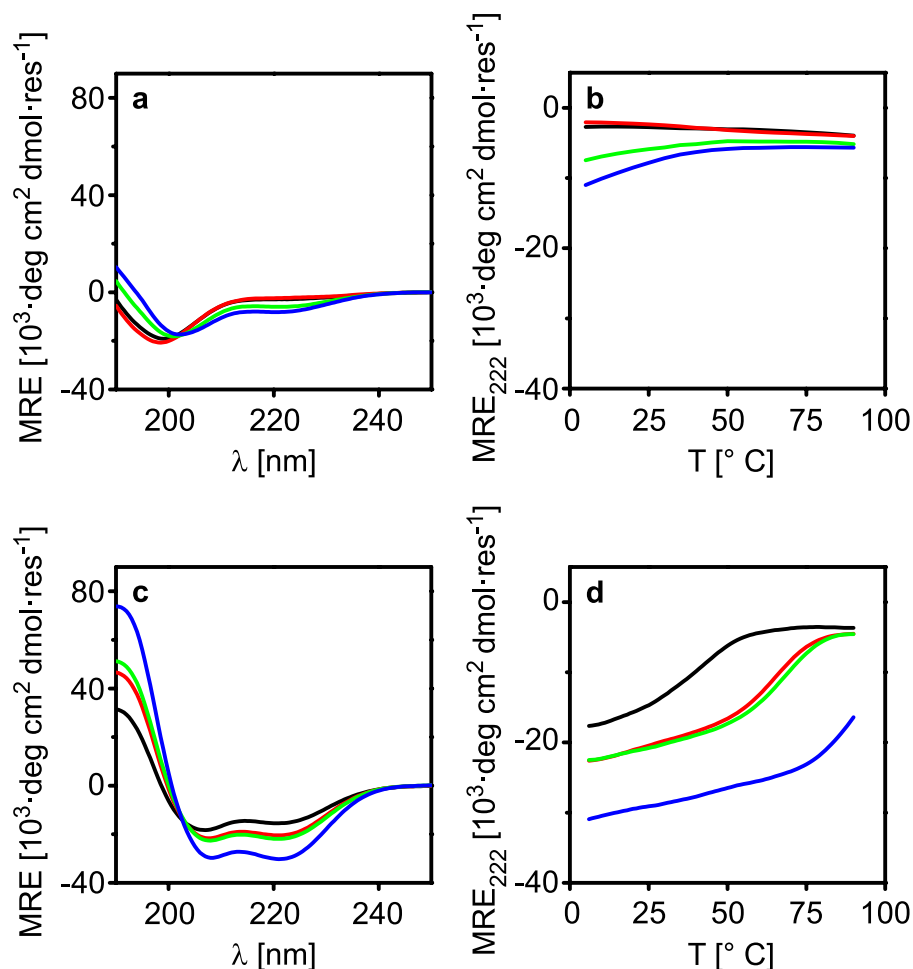 a
MRE [10³·deg cm² dmol·res⁻¹]
80
40
0
−40
200 220 240
λ [nm]
b
MRE₂₂₂ [10³·deg cm² dmol·res⁻¹]
0
−20
−40
0 25 50 75 100
T [° C]
c
MRE [10³·deg cm² dmol·res⁻¹]
80
40
0
−40
200 220 240
λ [nm]
d
MRE₂₂₂ [10³·deg cm² dmol·res⁻¹]
0
−20
−40
0 25 50 75 100
T [° C]